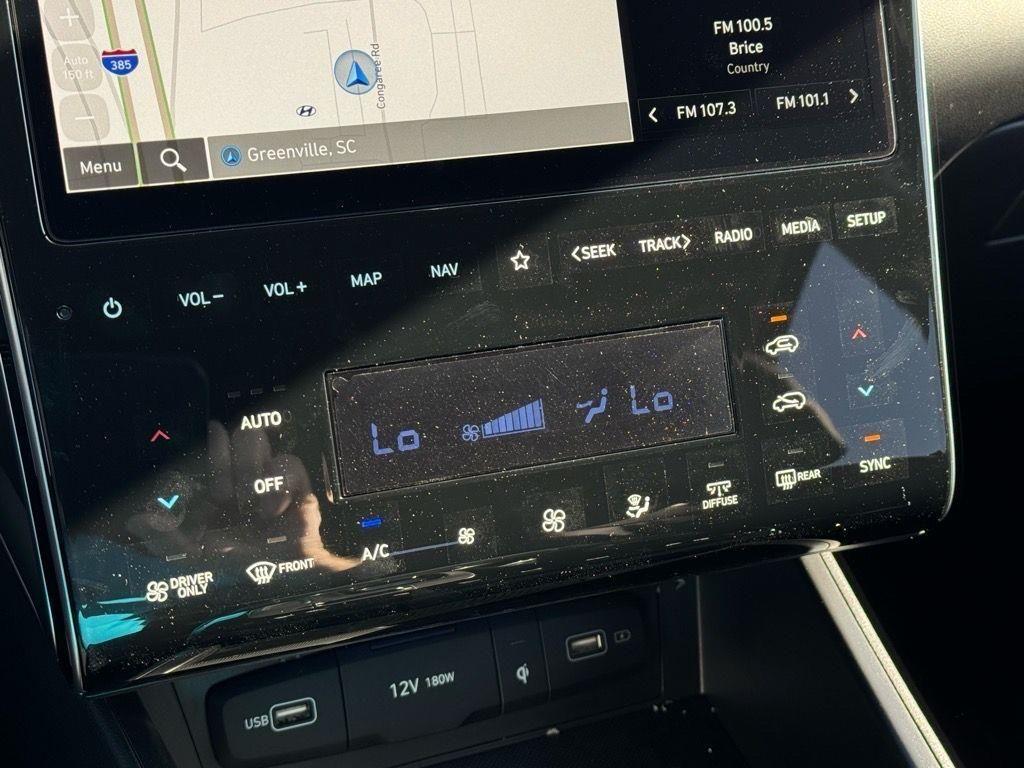 Auto
150 ft
385
Congaree Rd
Menu
Greenville, SC
FM 100.5
Brice
Country
FM 107.3
FM 101.1
VOL−
VOL+
MAP
NAV
SEEK
TRACK
RADIO
MEDIA
SETUP
AUTO
OFF
Lo
Lo
DRIVER
ONLY
FRONT
A/C
DIFFUSE
REAR
SYNC
USB
12V 180W